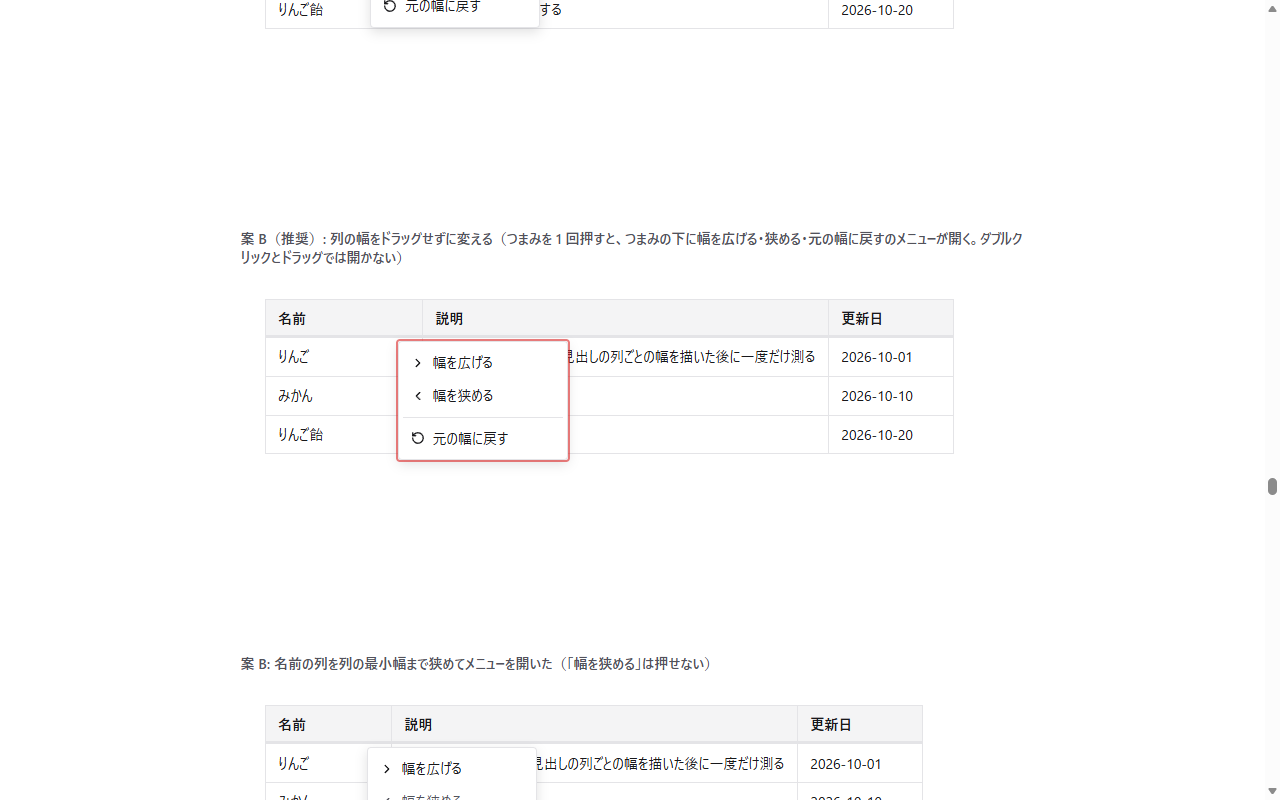 りんご飴
元の幅に戻す
する
2026-10-20
案 B（推奨）: 列の幅をドラッグせずに変える（つまみを 1 回押すと、つまみの下に幅を広げる・狭める・元の幅に戻すのメニューが開く。ダブルク
リックとドラッグでは開かない）
名前 説明 更新日
りんご 見出しの列ごとの幅を描いた後に一度だけ測る 2026-10-01
幅を広げる
みかん 幅を狭める 2026-10-10
りんご飴 元の幅に戻す 2026-10-20
案 B: 名前の列を列の最小幅まで狭めてメニューを開いた（「幅を狭める」は押せない）
名前 説明 更新日
りんご 見出しの列ごとの幅を描いた後に一度だけ測る 2026-10-01
幅を広げる
みかん 幅を狭める 2026-10-10